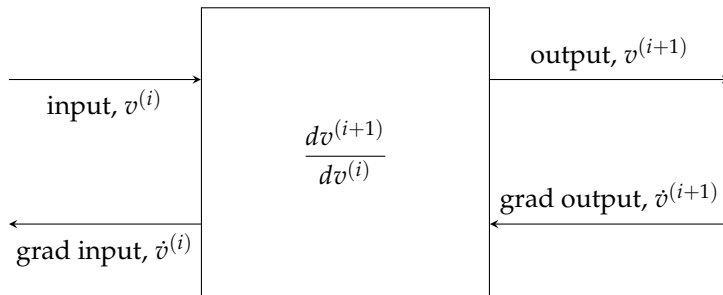 output, v^(i+1)
input, v^(i)
dv^(i+1)
dv^(i)
grad output, v̇^(i+1)
grad input, v̇^(i)